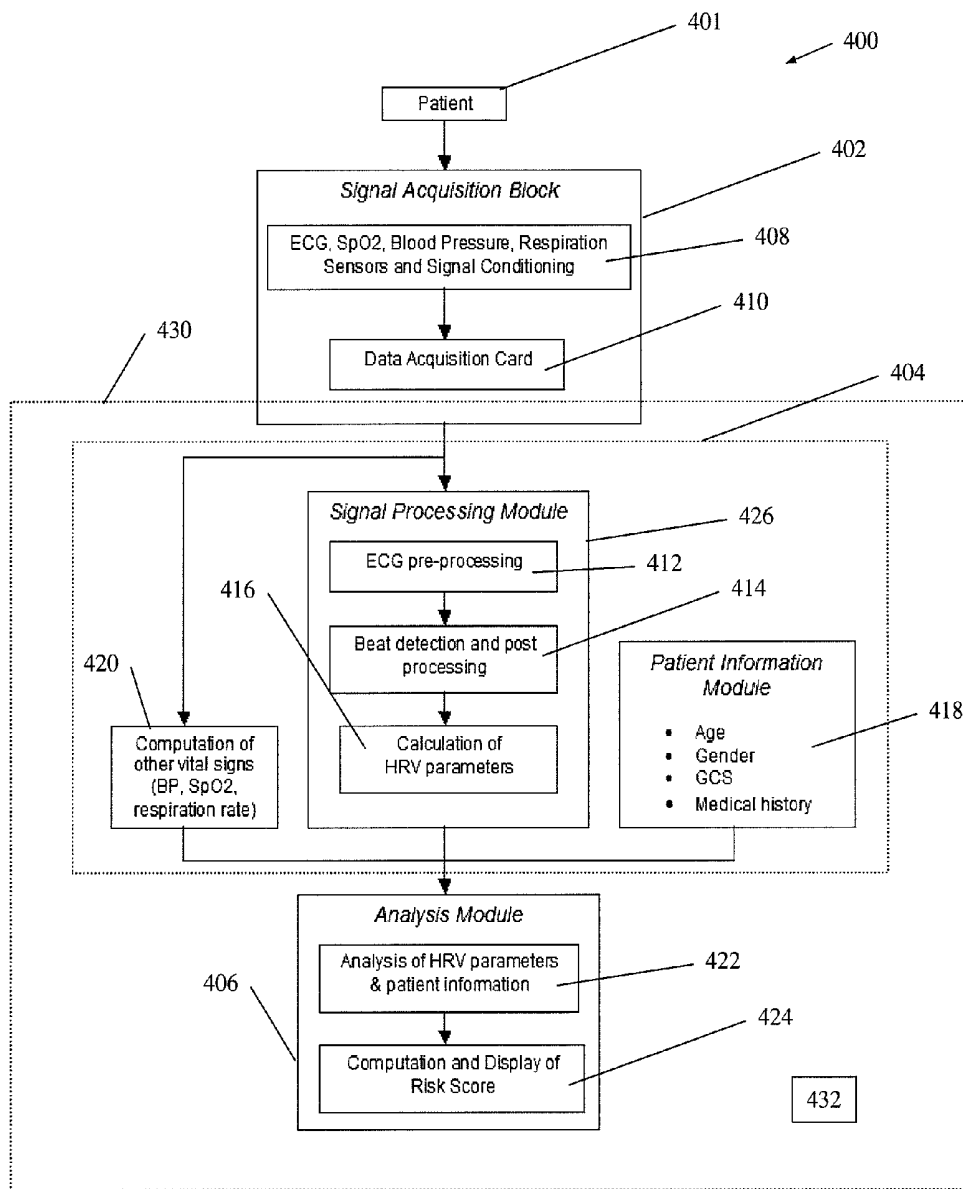 401
400
Patient
402
Signal Acquisition Block
ECG, SpO2, Blood Pressure, Respiration
Sensors and Signal Conditioning
408
430
410
Data Acquisition Card
404
Signal Processing Module
426
ECG pre-processing
412
416
414
Beat detection and post
processing
Patient Information
Module
420
418
• Age
Computation of
other vital signs
(BP, SpO2,
respiration rate)
Calculation of
HRV parameters
• Gender
• GCS
• Medical history
Analysis Module
Analysis of HRV parameters
& patient information
422
406
424
Computation and Display of
Risk Score
432